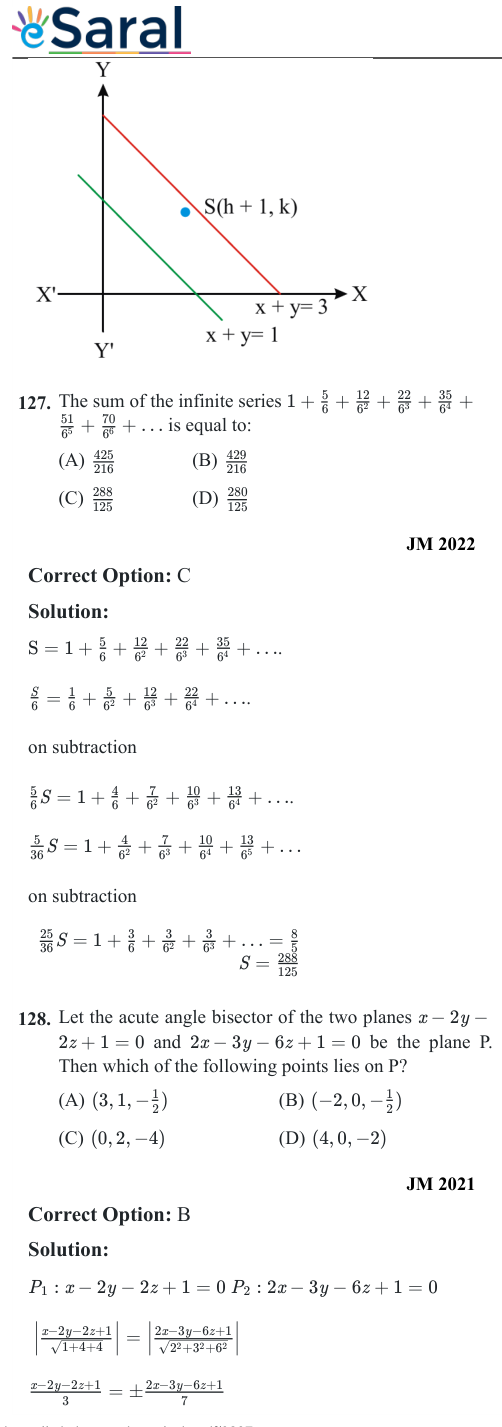 eSaral
Y
S(h + 1, k)
X'
X
x + y= 3
x + y= 1
Y'
127. The sum of the infinite series 1 + 5/6 + 12/6² + 22/6³ + 35/6⁴ +
51/6⁵ + 70/6⁶ + . . . is equal to:
(A) 425/216 (B) 429/216
(C) 288/125 (D) 280/125
JM 2022
Correct Option: C
Solution:
S = 1 + 5/6 + 12/6² + 22/6³ + 35/6⁴ + . . ..
S/6 = 1/6 + 5/6² + 12/6³ + 22/6⁴ + . . ..
on subtraction
5/6 S = 1 + 4/6 + 7/6² + 10/6³ + 13/6⁴ + . . ..
5/36 S = 1 + 4/6² + 7/6³ + 10/6⁴ + 13/6⁵ + . . .
on subtraction
25/36 S = 1 + 3/6 + 3/6² + 3/6³ + . . . = 8/5
S = 288/125
128. Let the acute angle bisector of the two planes x − 2y −
2z + 1 = 0 and 2x − 3y − 6z + 1 = 0 be the plane P.
Then which of the following points lies on P?
(A) (3, 1, −1/2) (B) (−2, 0, −1/2)
(C) (0, 2, −4) (D) (4, 0, −2)
JM 2021
Correct Option: B
Solution:
P₁ : x − 2y − 2z + 1 = 0 P₂ : 2x − 3y − 6z + 1 = 0
|x−2y−2z+1/√1+4+4| = |2x−3y−6z+1/√2²+3²+6²|
x−2y−2z+1/3 = ±2x−3y−6z+1/7